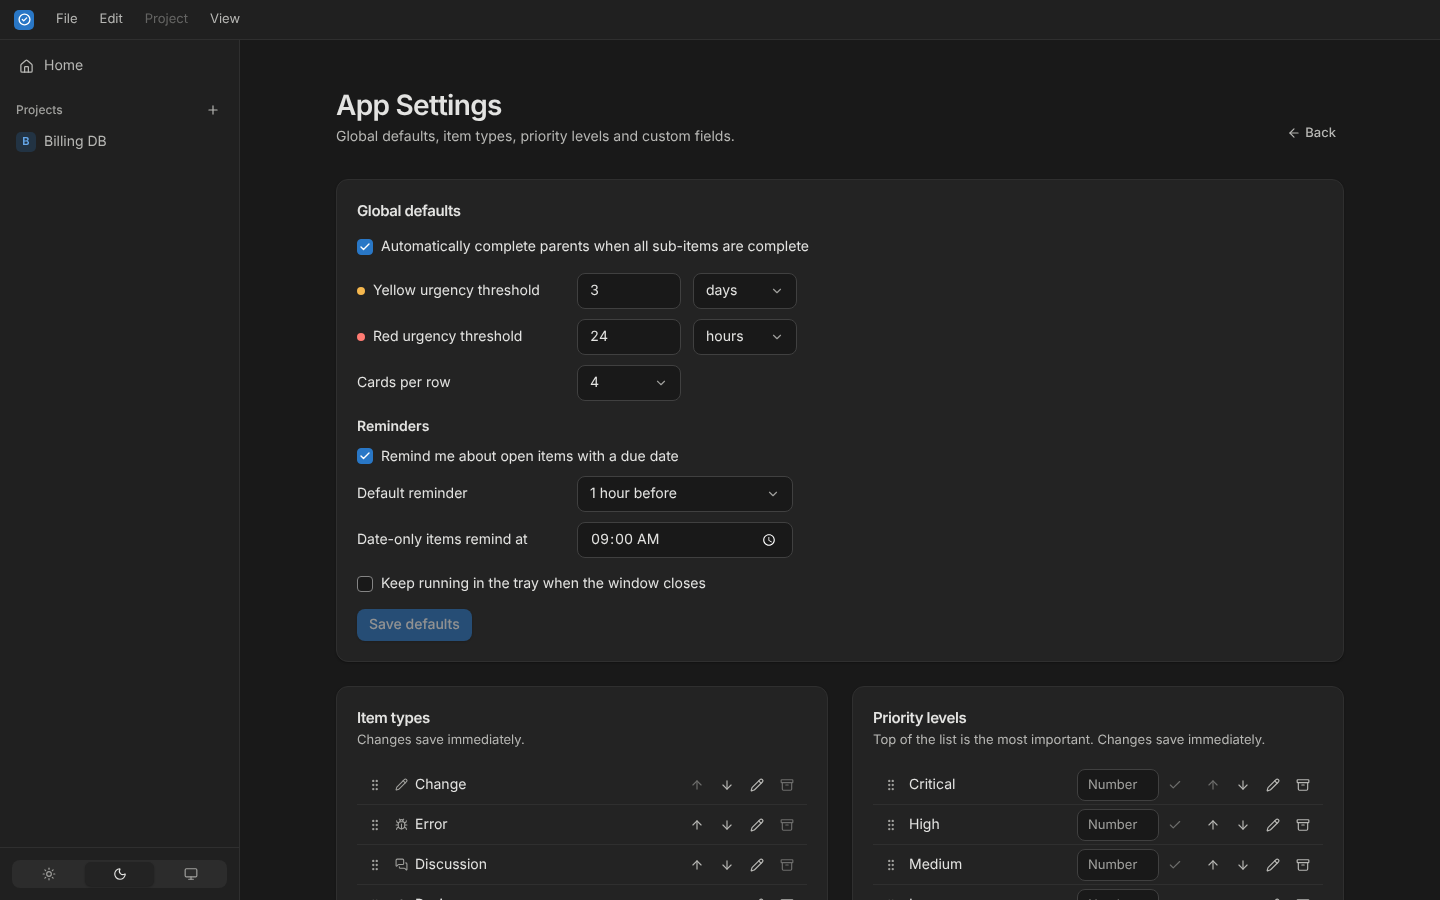 File Edit Project View
Home
Projects
B Billing DB
App Settings
Global defaults, item types, priority levels and custom fields.
Back
Global defaults
Automatically complete parents when all sub-items are complete
Yellow urgency threshold 3 days
Red urgency threshold 24 hours
Cards per row 4
Reminders
Remind me about open items with a due date
Default reminder 1 hour before
Date-only items remind at 09:00 AM
Keep running in the tray when the window closes
Save defaults
Item types
Changes save immediately.
Change
Error
Discussion
Priority levels
Top of the list is the most important. Changes save immediately.
Critical Number
High Number
Medium Number